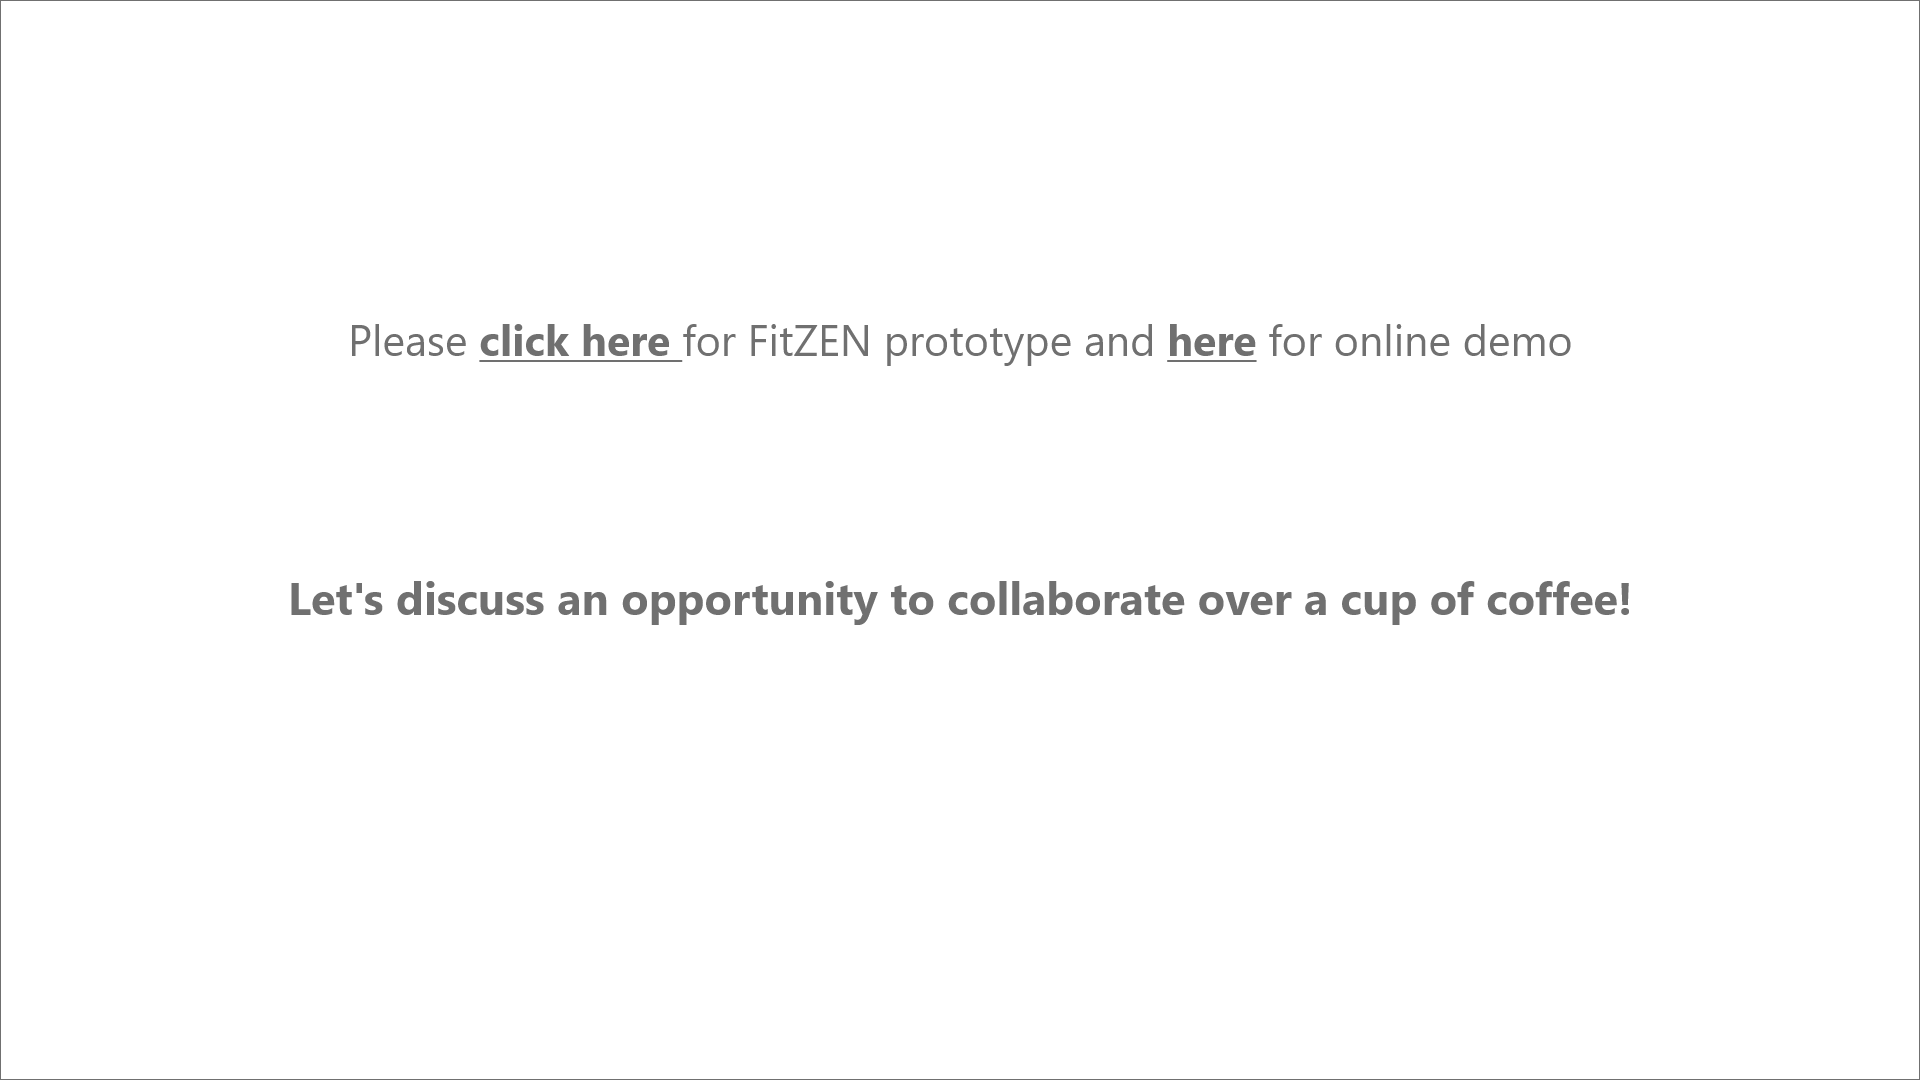 Please click here for FitZEN prototype and here for online demo
Let's discuss an opportunity to collaborate over a cup of coffee!